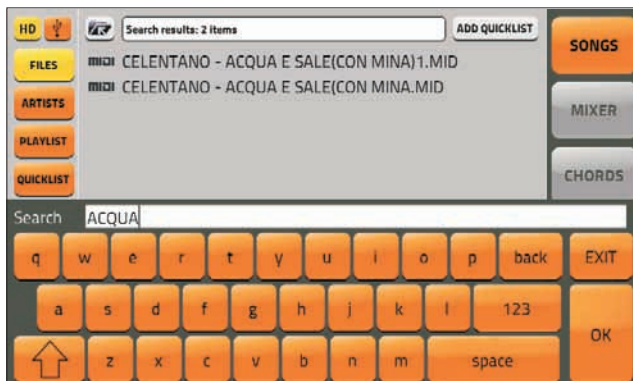 HD
Search results: 2 items
ADD QUICKLIST
SONGS
FILES
midi CELENTANO - ACQUA E SALE(CON MINA)1.MID
midi CELENTANO - ACQUA E SALE(CON MINA.MID
ARTISTS
MIXER
PLAYLIST
QUICKLIST
CHORDS
Search ACQUA
q w e r t y u i o p back EXIT
a s d f g h j k l 123
OK
z x c v b n m space